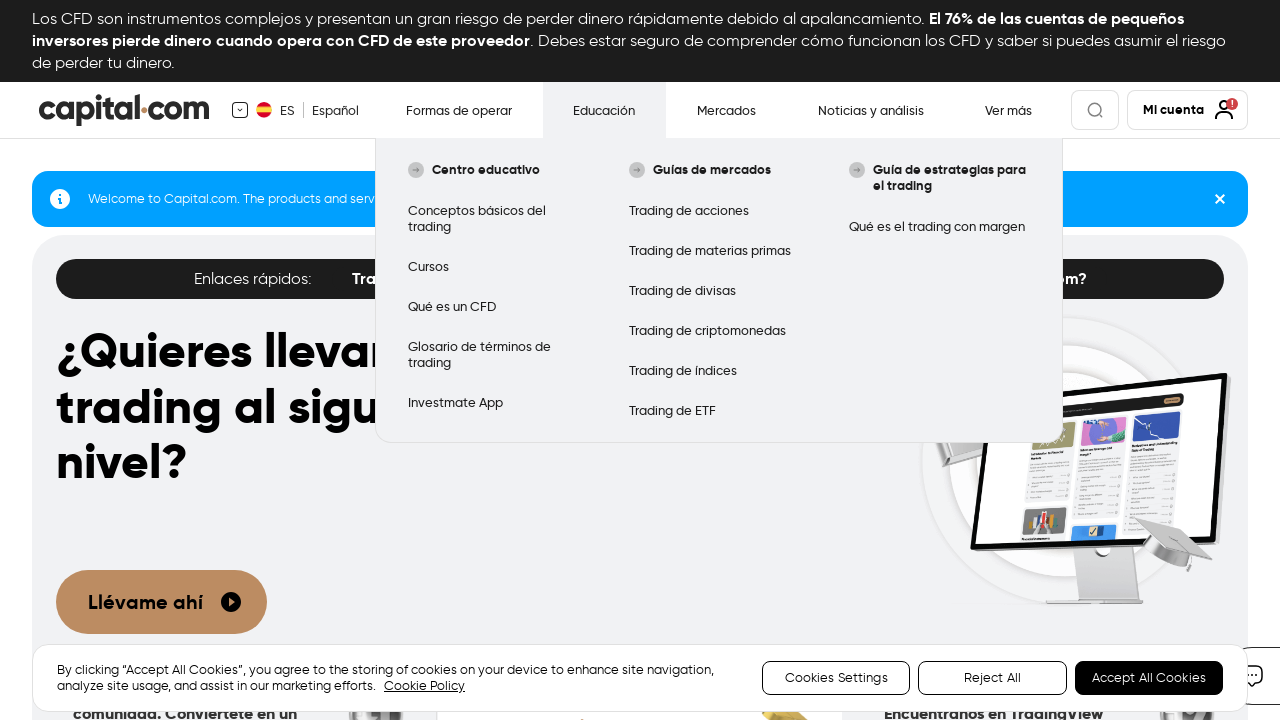 Los CFD son instrumentos complejos y presentan un gran riesgo de perder dinero rápidamente debido al apalancamiento. El 76% de las cuentas de pequeños
inversores pierde dinero cuando opera con CFD de este proveedor. Debes estar seguro de comprender cómo funcionan los CFD y saber si puedes asumir el riesgo
de perder tu dinero.
capital.com
ES Español
Formas de operar
Educación
Mercados
Noticias y análisis
Ver más
Mi cuenta
Centro educativo
Conceptos básicos del
trading
Cursos
Qué es un CFD
Glosario de términos de
trading
Investmate App
Guías de mercados
Trading de acciones
Trading de materias primas
Trading de divisas
Trading de criptomonedas
Trading de índices
Trading de ETF
Guía de estrategias para
el trading
Qué es el trading con margen
Welcome to Capital.com. The products and serv
Enlaces rápidos:
Tra
om?
¿Quieres llevar
trading al sigu
nivel?
Llévame ahí
By clicking “Accept All Cookies”, you agree to the storing of cookies on your device to enhance site navigation,
analyze site usage, and assist in our marketing efforts. Cookie Policy
Cookies Settings
Reject All
Accept All Cookies
comunidad. Conviértete en un
Encuéntranos en TradingView